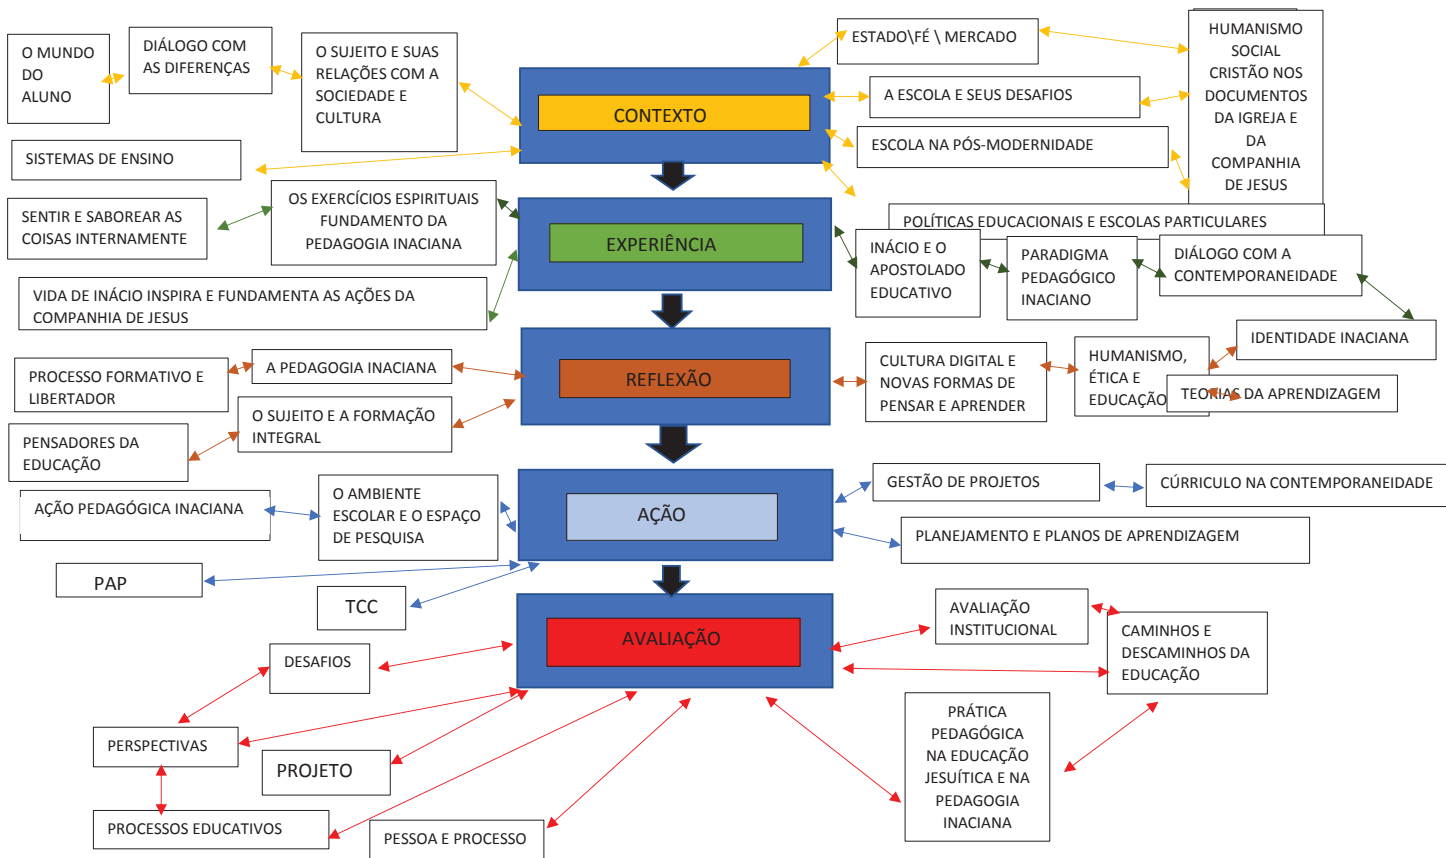 O MUNDO
DO
ALUNO
DIÁLOGO COM
AS DIFERENÇAS
O SUJEITO E SUAS
RELAÇÕES COM A
SOCIEDADE E
CULTURA
SISTEMAS DE ENSINO
CONTEXTO
ESTADO\FÉ \ MERCADO
A ESCOLA E SEUS DESAFIOS
ESCOLA NA PÓS-MODERNIDADE
HUMANISMO
SOCIAL
CRISTÃO NOS
DOCUMENTOS
DA IGREJA E
DA
COMPANHIA
DE JESUS
POLÍTICAS EDUCACIONAIS E ESCOLAS PARTICULARES
SENTIR E SABOREAR AS
COISAS INTERNAMENTE
OS EXERCÍCIOS ESPIRITUAIS
FUNDAMENTO DA
PEDAGOGIA INACIANA
VIDA DE INÁCIO INSPIRA E FUNDAMENTA AS AÇÕES DA
COMPANHIA DE JESUS
EXPERIÊNCIA
INÁCIO E O
APOSTOLADO
EDUCATIVO
PARADIGMA
PEDAGÓGICO
INACIANO
DIÁLOGO COM A
CONTEMPORANEIDADE
IDENTIDADE INACIANA
PROCESSO FORMATIVO E
LIBERTADOR
A PEDAGOGIA INACIANA
O SUJEITO E A FORMAÇÃO
INTEGRAL
PENSADORES DA
EDUCAÇÃO
REFLEXÃO
CULTURA DIGITAL E
NOVAS FORMAS DE
PENSAR E APRENDER
HUMANISMO,
ÉTICA E
EDUCAÇÃO
TEORIAS DA APRENDIZAGEM
AÇÃO PEDAGÓGICA INACIANA
O AMBIENTE
ESCOLAR E O ESPAÇO
DE PESQUISA
PAP
TCC
AÇÃO
GESTÃO DE PROJETOS
CÚRRICULO NA CONTEMPORANEIDADE
PLANEJAMENTO E PLANOS DE APRENDIZAGEM
AVALIAÇÃO
AVALIAÇÃO
INSTITUCIONAL
CAMINHOS E
DESCAMINHOS DA
EDUCAÇÃO
DESAFIOS
PERSPECTIVAS
PROJETO
PROCESSOS EDUCATIVOS
PESSOA E PROCESSO
PRÁTICA
PEDAGÓGICA
NA EDUCAÇÃO
JESUÍTICA E NA
PEDAGOGIA
INACIANA